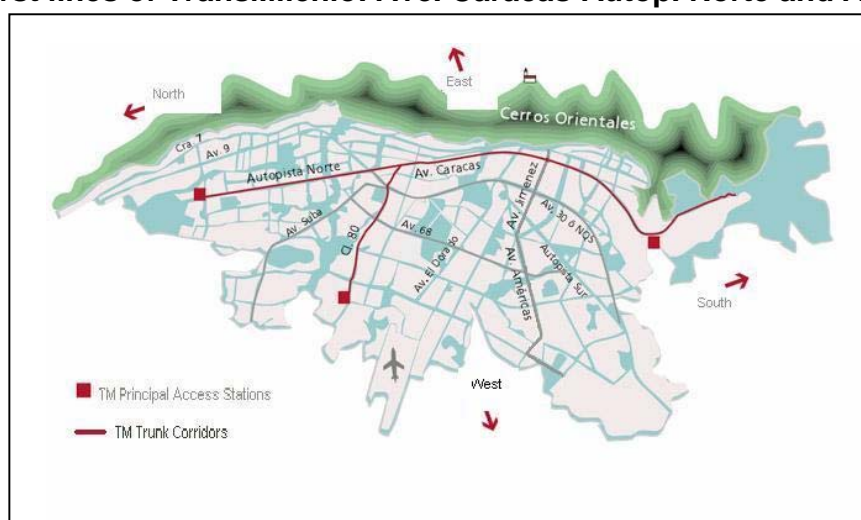 East
North
Cerros Orientales
Cra. 7
Av. 9
Autopista Norte
Av. Caracas
Av. Jimenez
Av. Suba
Cl. 80
Av. 68
Av. El Dorado
Av. 30 ó NQS
Autopista Sur
Av. Américas
South
West
TM Principal Access Stations
TM Trunk Corridors